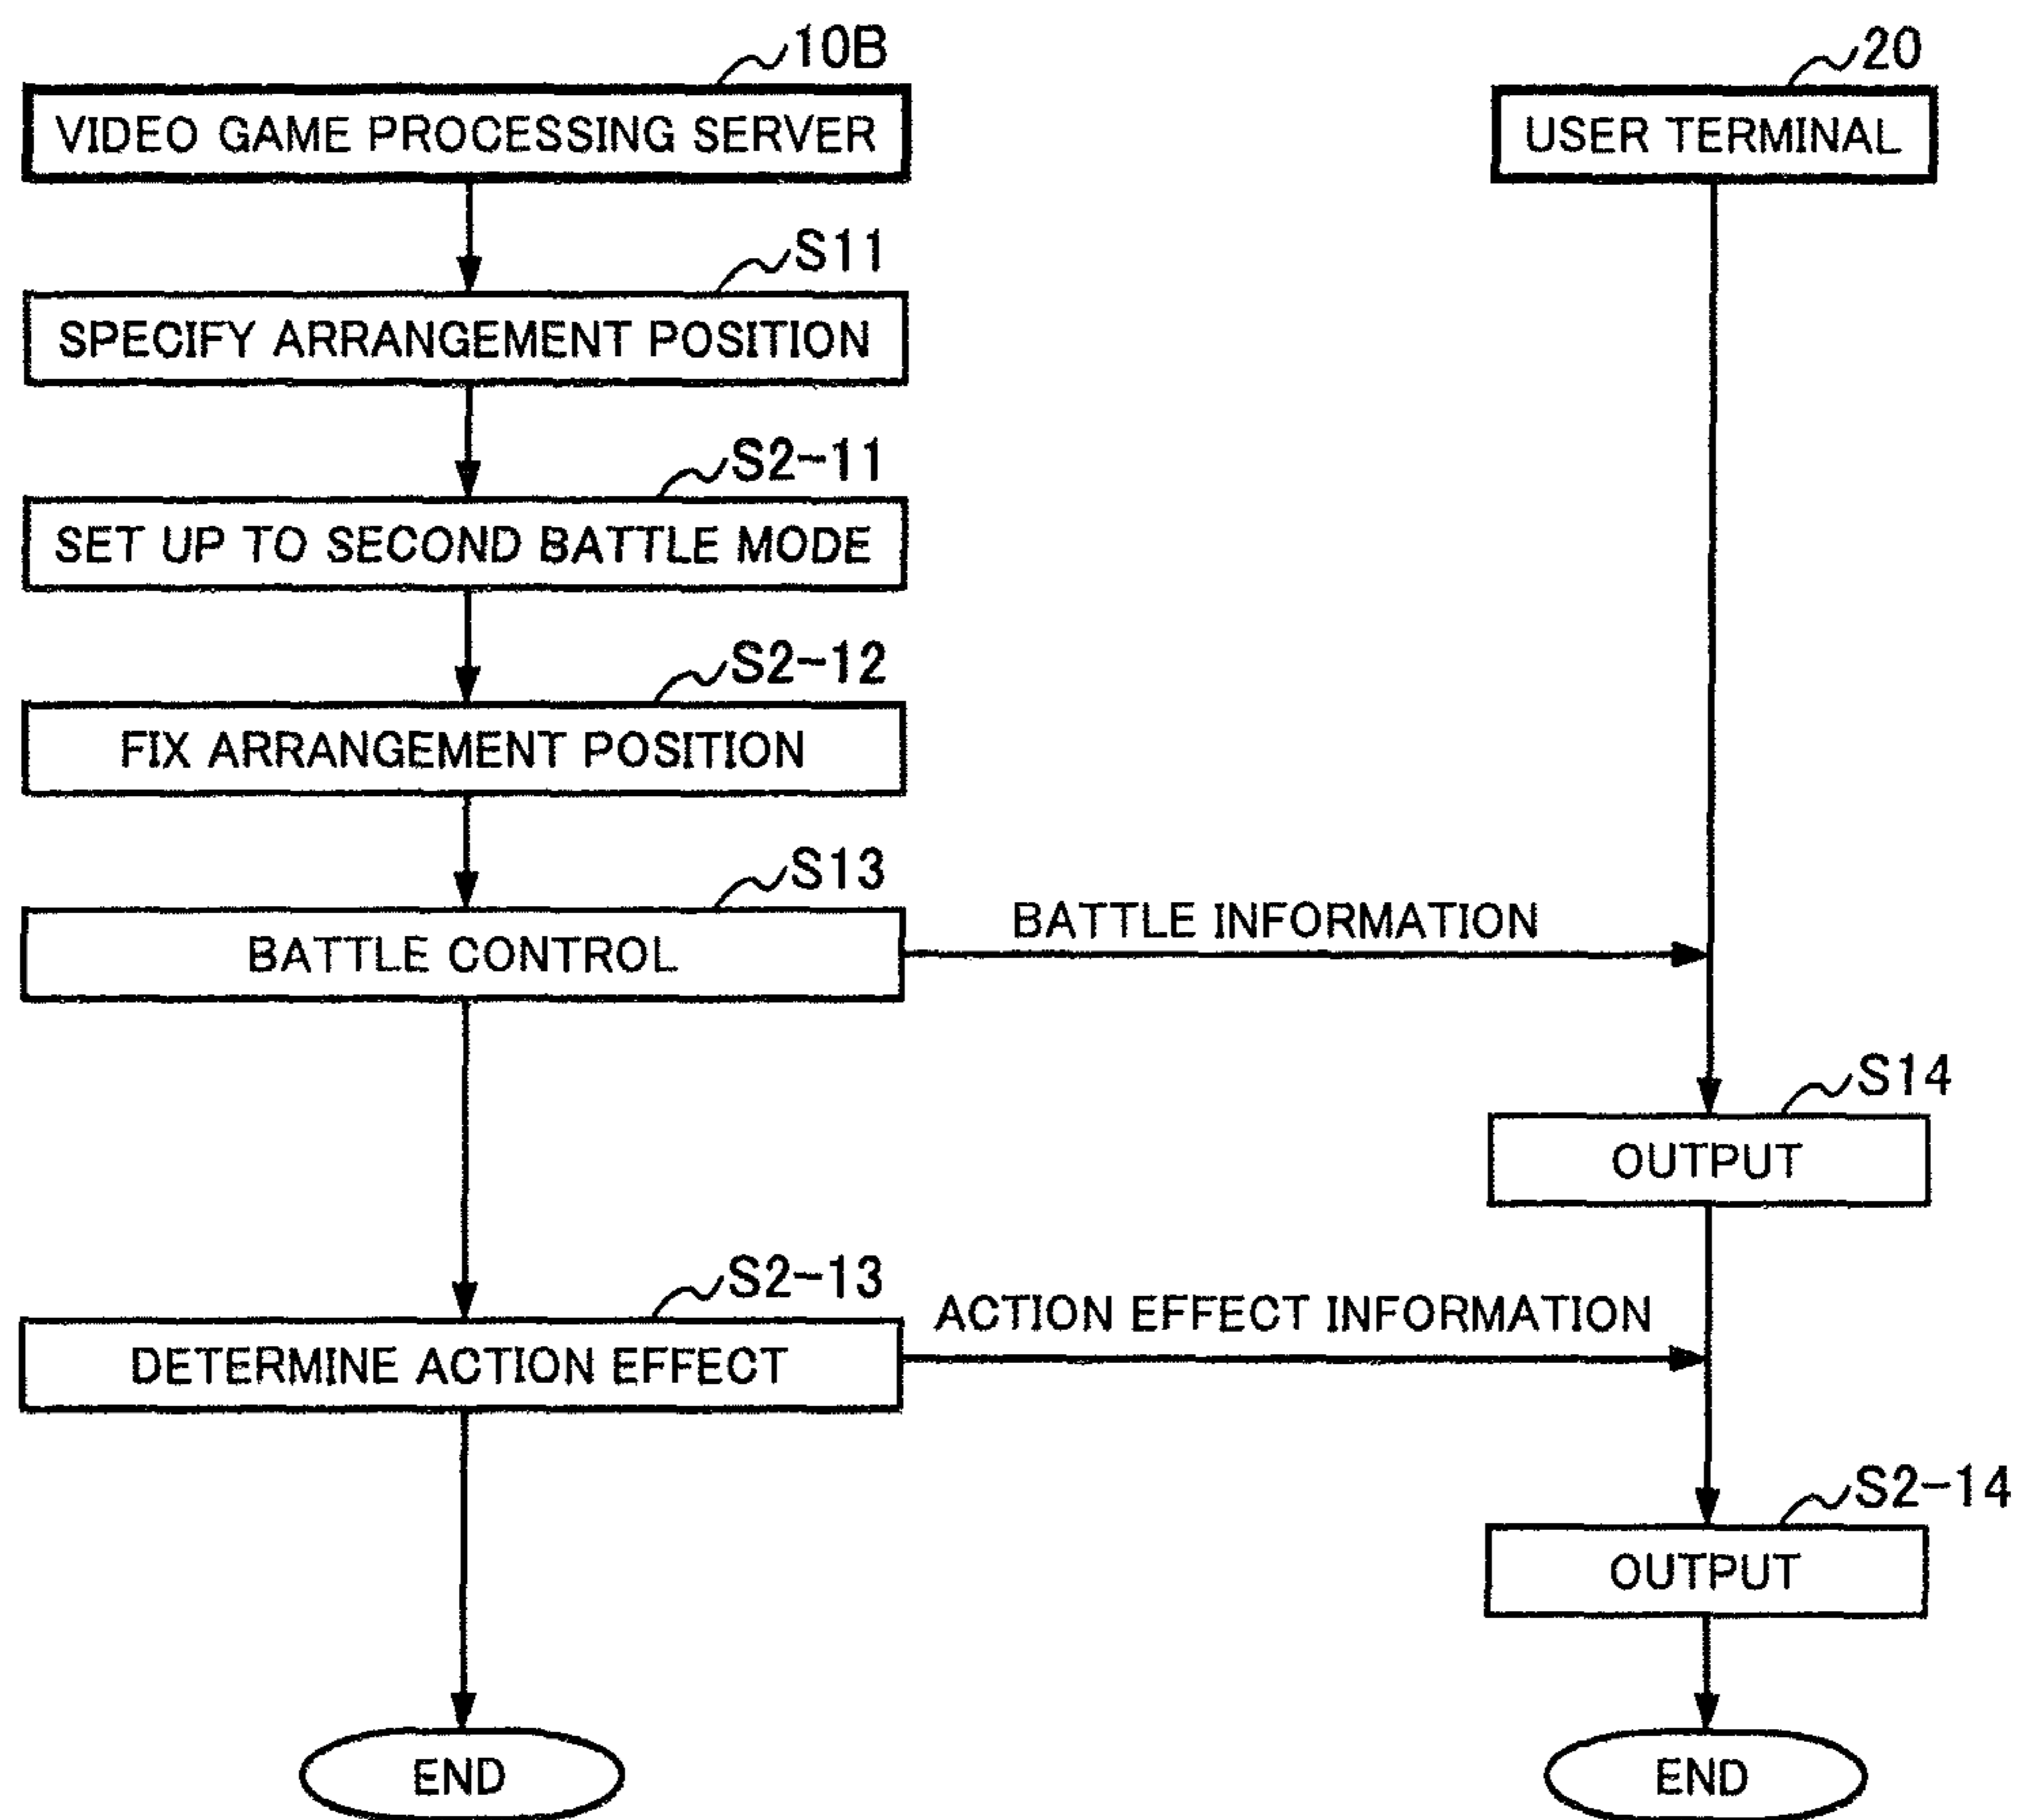 10B
20
VIDEO GAME PROCESSING SERVER
USER TERMINAL
S11
SPECIFY ARRANGEMENT POSITION
S2-11
SET UP TO SECOND BATTLE MODE
S2-12
FIX ARRANGEMENT POSITION
S13
BATTLE CONTROL
BATTLE INFORMATION
S14
OUTPUT
S2-13
DETERMINE ACTION EFFECT
ACTION EFFECT INFORMATION
S2-14
OUTPUT
END
END